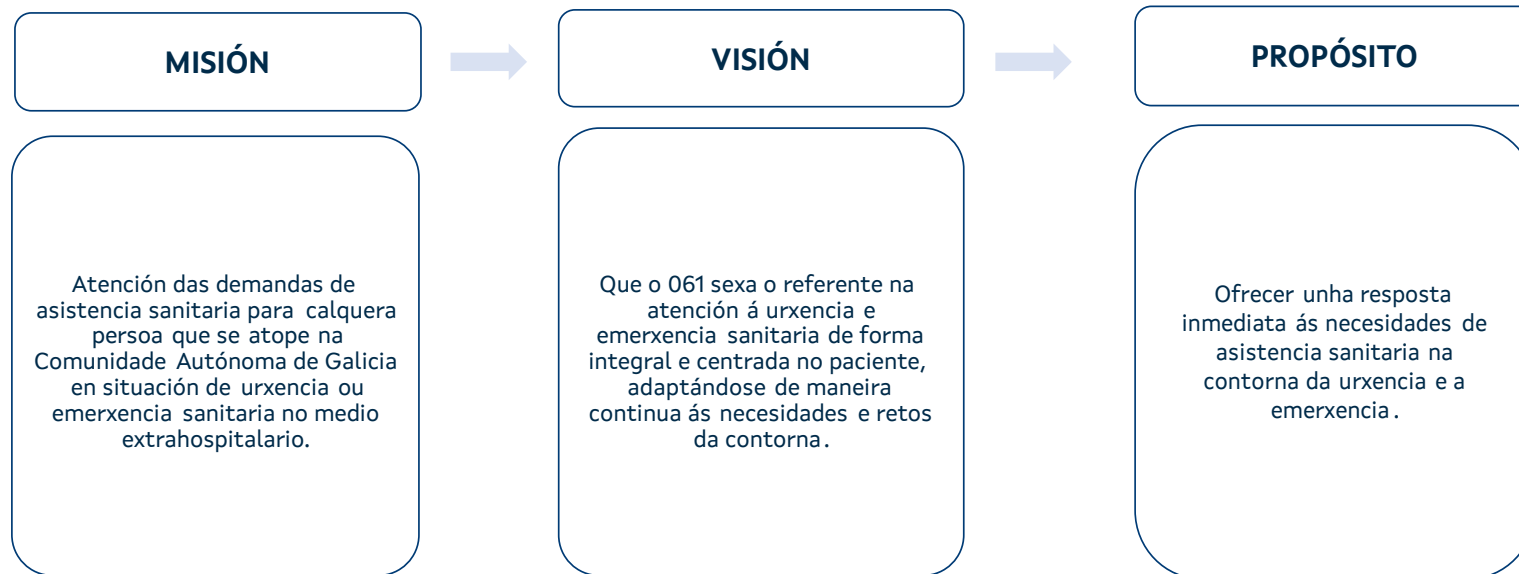 MISIÓN
Atención das demandas de
asistencia sanitaria para calquera
persoa que se atope na
Comunidade Autónoma de Galicia
en situación de urxencia ou
emerxencia sanitaria no medio
extrahospitalario.
VISIÓN
Que o 061 sexa o referente na
atención á urxencia e
emerxencia sanitaria de forma
integral e centrada no paciente,
adaptándose de maneira
continua ás necesidades e retos
da contorna.
PROPÓSITO
Ofrecer unha resposta
inmediata ás necesidades de
asistencia sanitaria na
contorna da urxencia e a
emerxencia.